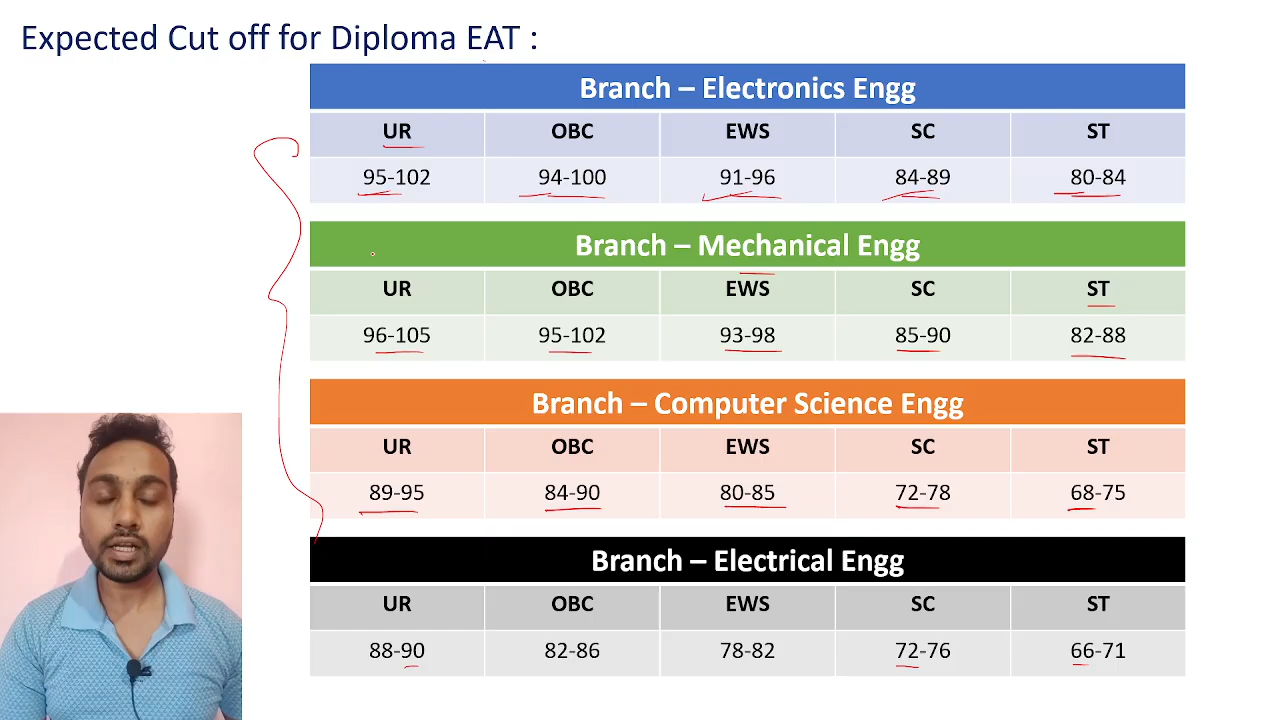 Expected Cut off for Diploma EAT :
Branch – Electronics Engg
UR OBC EWS SC ST
95-102 94-100 91-96 84-89 80-84
Branch – Mechanical Engg
UR OBC EWS SC ST
96-105 95-102 93-98 85-90 82-88
Branch – Computer Science Engg
UR OBC EWS SC ST
89-95 84-90 80-85 72-78 68-75
Branch – Electrical Engg
UR OBC EWS SC ST
88-90 82-86 78-82 72-76 66-71